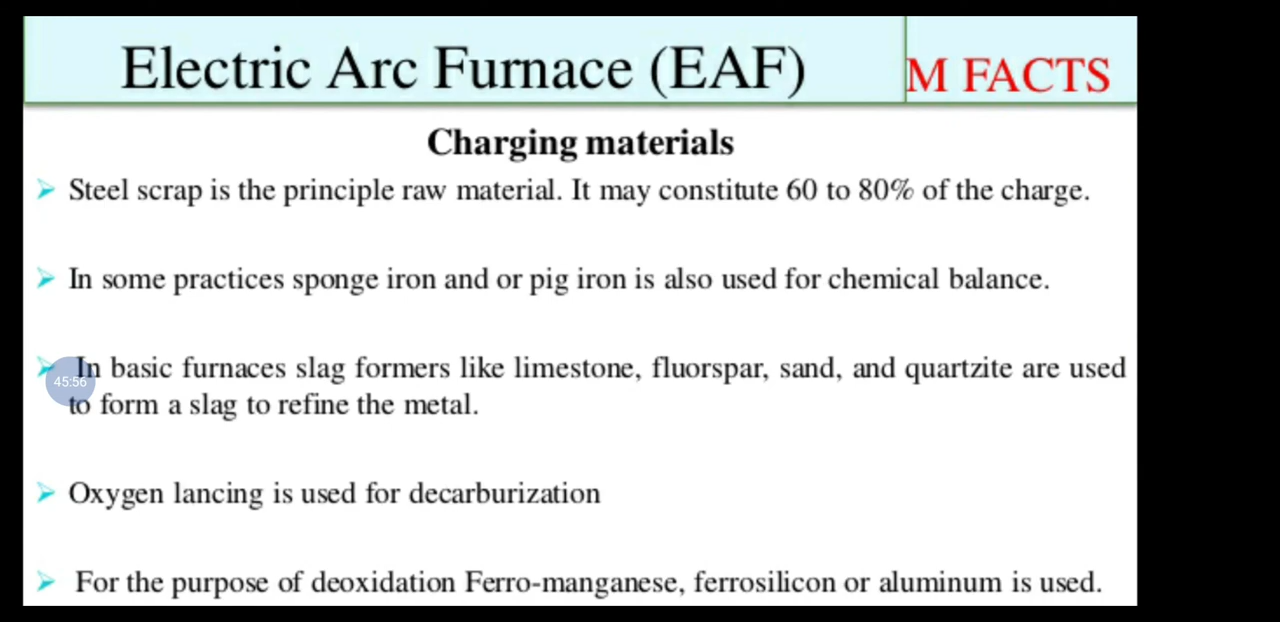 Electric Arc Furnace (EAF)
M FACTS
Charging materials
Steel scrap is the principle raw material. It may constitute 60 to 80% of the charge.
In some practices sponge iron and or pig iron is also used for chemical balance.
In basic furnaces slag formers like limestone, fluorspar, sand, and quartzite are used
45:56
to form a slag to refine the metal.
Oxygen lancing is used for decarburization
For the purpose of deoxidation Ferro-manganese, ferrosilicon or aluminum is used.